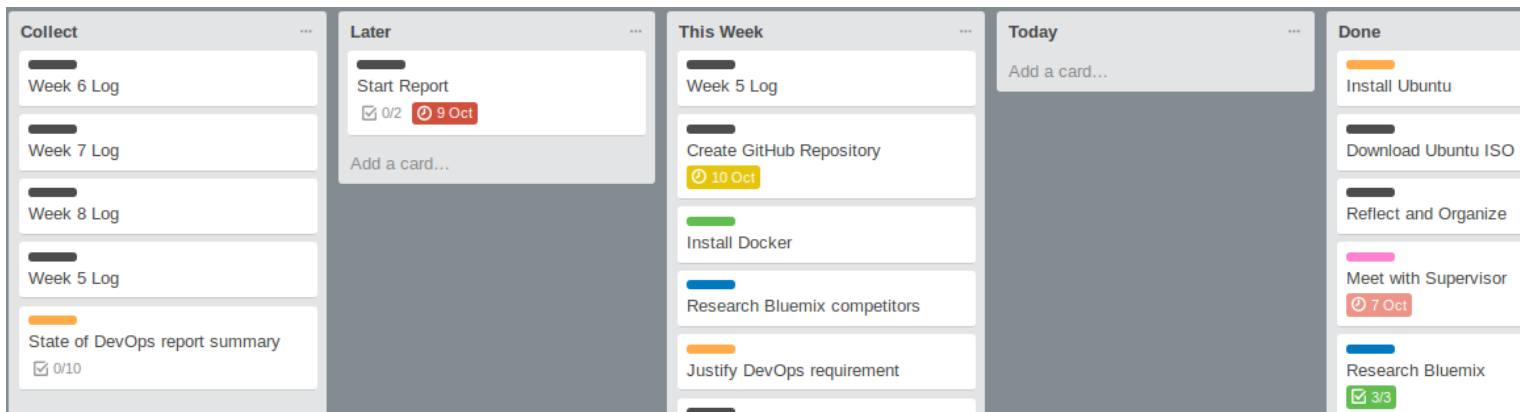 Collect
Week 6 Log
Week 7 Log
Week 8 Log
Week 5 Log
State of DevOps report summary
0/10
Later
Start Report
0/2 9 Oct
Add a card…
This Week
Week 5 Log
Create GitHub Repository
10 Oct
Install Docker
Research Bluemix competitors
Justify DevOps requirement
Today
Add a card…
Done
Install Ubuntu
Download Ubuntu ISO
Reflect and Organize
Meet with Supervisor
7 Oct
Research Bluemix
3/3